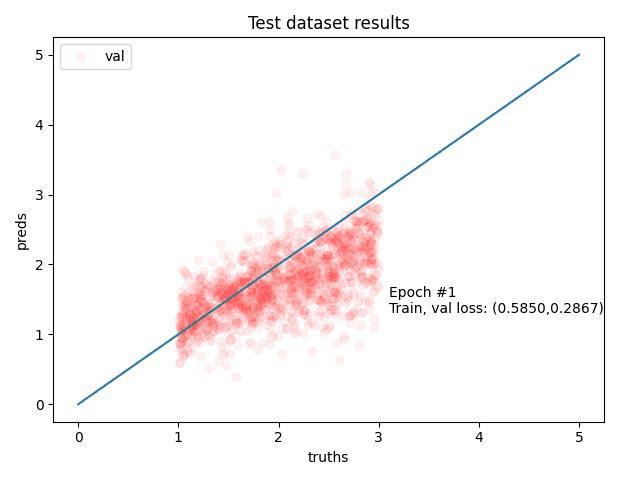 Test dataset results
val
5
4
3
2
1
0
preds
Epoch #1
Train, val loss: (0.5850,0.2867)
0 1 2 3 4 5
truths